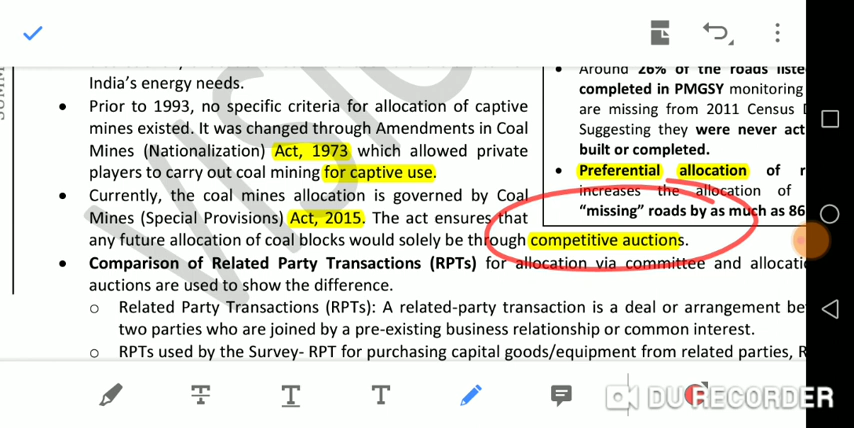 India's energy needs.
• Prior to 1993, no specific criteria for allocation of captive
mines existed. It was changed through Amendments in Coal
Mines (Nationalization) Act, 1973 which allowed private
players to carry out coal mining for captive use.
• Currently, the coal mines allocation is governed by Coal
Mines (Special Provisions) Act, 2015. The act ensures that
any future allocation of coal blocks would solely be through competitive auctions.
• Comparison of Related Party Transactions (RPTs) for allocation via committee and allocatio
auctions are used to show the difference.
o Related Party Transactions (RPTs): A related-party transaction is a deal or arrangement be
two parties who are joined by a pre-existing business relationship or common interest.
o RPTs used by the Survey- RPT for purchasing capital goods/equipment from related parties, R
• Around 26% of the roads liste
completed in PMGSY monitoring
are missing from 2011 Census D
Suggesting they were never act
built or completed.
• Preferential allocation of r
increases the allocation of
"missing" roads by as much as 86
SUMM
VISI
T T T
DU RECORDER